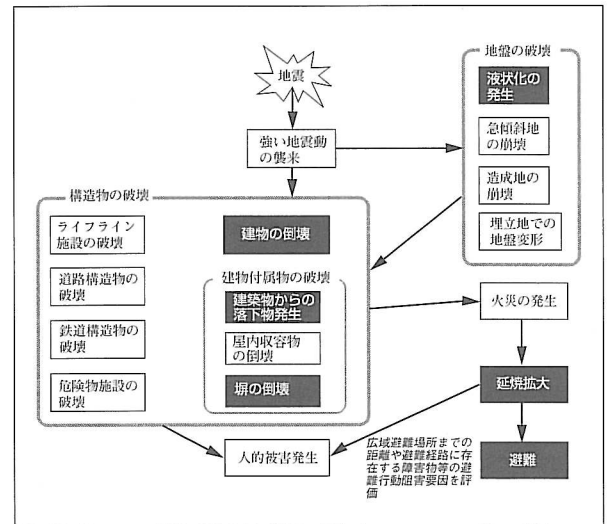 地震
強い地震動
の襲来
地盤の破壊
液状化の
発生
急傾斜地
の崩壊
造成地の
崩壊
埋立地での
地盤変形
構造物の破壊
ライフライン
施設の破壊
道路構造物の
破壊
鉄道構造物の
破壊
危険物施設の
破壊
建物の倒壊
建物付属物の破壊
建築物からの
落下物発生
屋内収容物
の倒壊
塀の倒壊
火災の発生
延焼拡大
避難
人的被害発生
広域避難場所までの
距離や避難経路に存
在する障害物等の避
難行動阻害要因を評
価